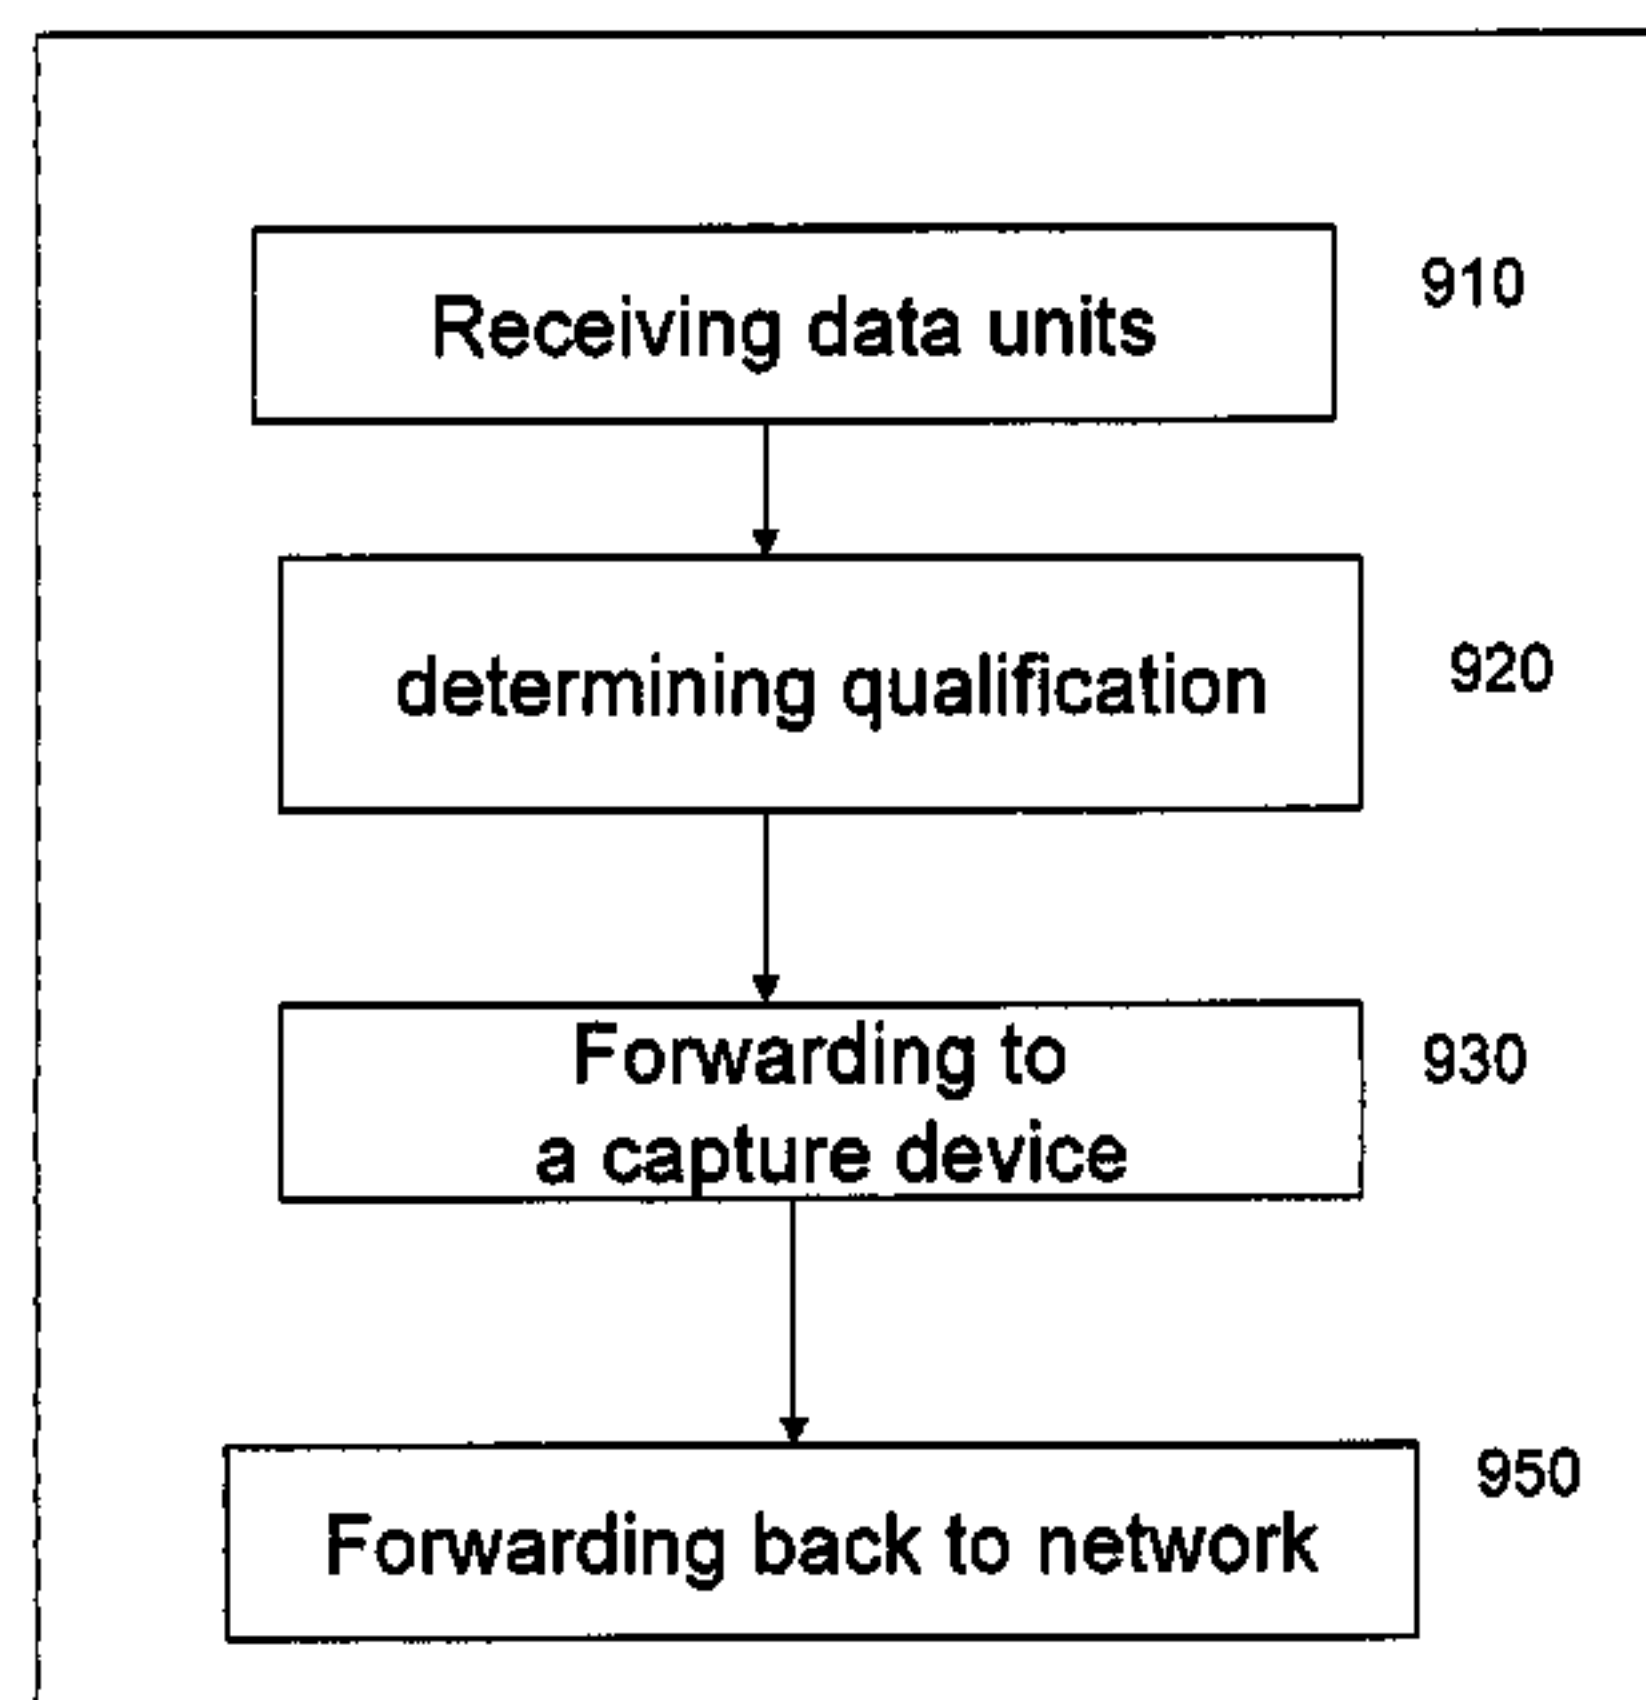 Receiving data units
910
determining qualification
920
Forwarding to
a capture device
930
Forwarding back to network
950